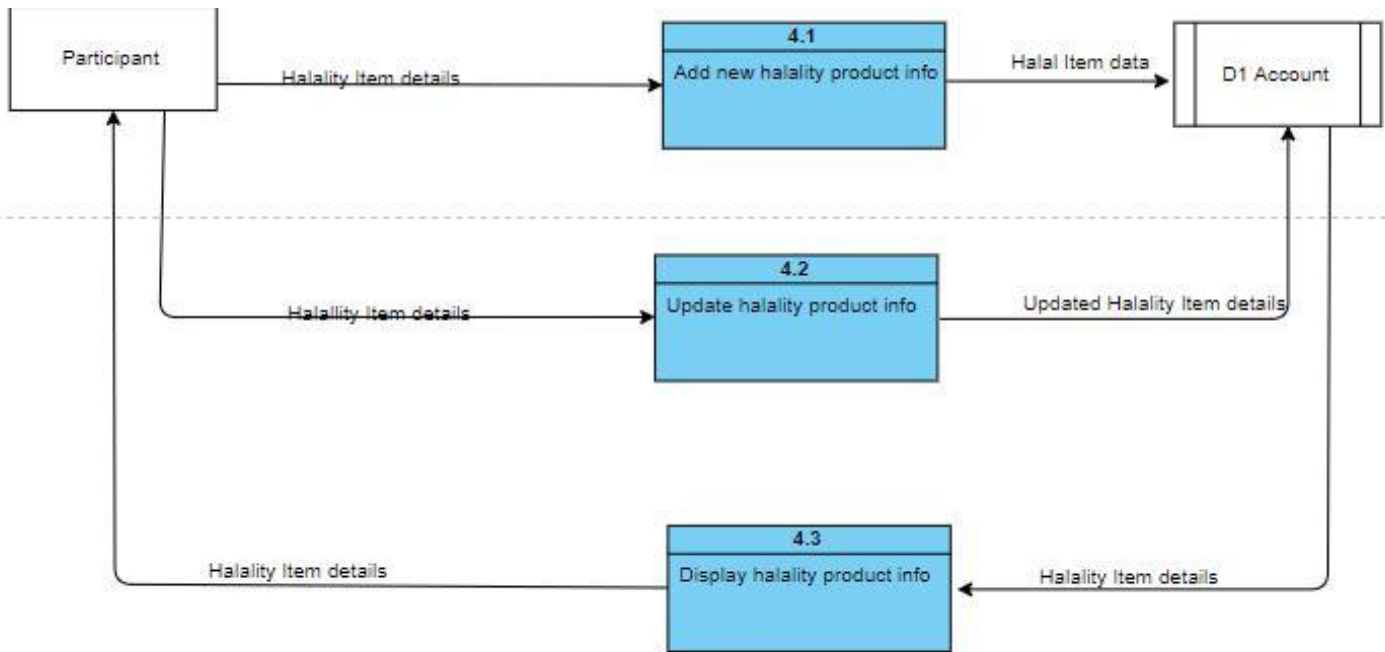 Participant
Halality Item details
4.1
Add new halality product info
Halal Item data
D1 Account
Halallity Item details
4.2
Update halality product info
Updated Halality Item details
Halality Item details
4.3
Display halality product info
Halality Item details